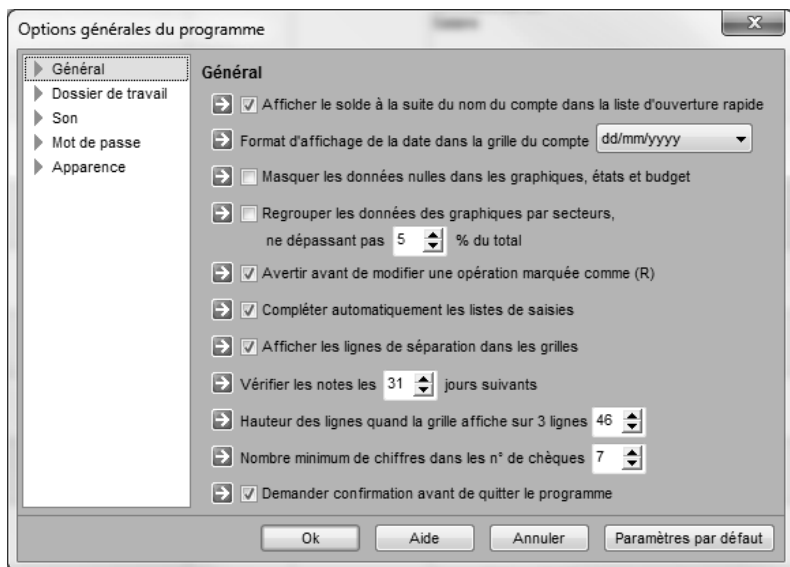 Options générales du programme
Général
Dossier de travail
Son
Mot de passe
Apparence
Général
Afficher le solde à la suite du nom du compte dans la liste d'ouverture rapide
Format d'affichage de la date dans la grille du compte dd/mm/yyyy
Masquer les données nulles dans les graphiques, états et budget
Regrouper les données des graphiques par secteurs,
ne dépassant pas 5 % du total
Avertir avant de modifier une opération marquée comme (R)
Compléter automatiquement les listes de saisies
Afficher les lignes de séparation dans les grilles
Vérifier les notes les 31 jours suivants
Hauteur des lignes quand la grille affiche sur 3 lignes 46
Nombre minimum de chiffres dans les n° de chèques 7
Demander confirmation avant de quitter le programme
Ok Aide Annuler Paramètres par défaut